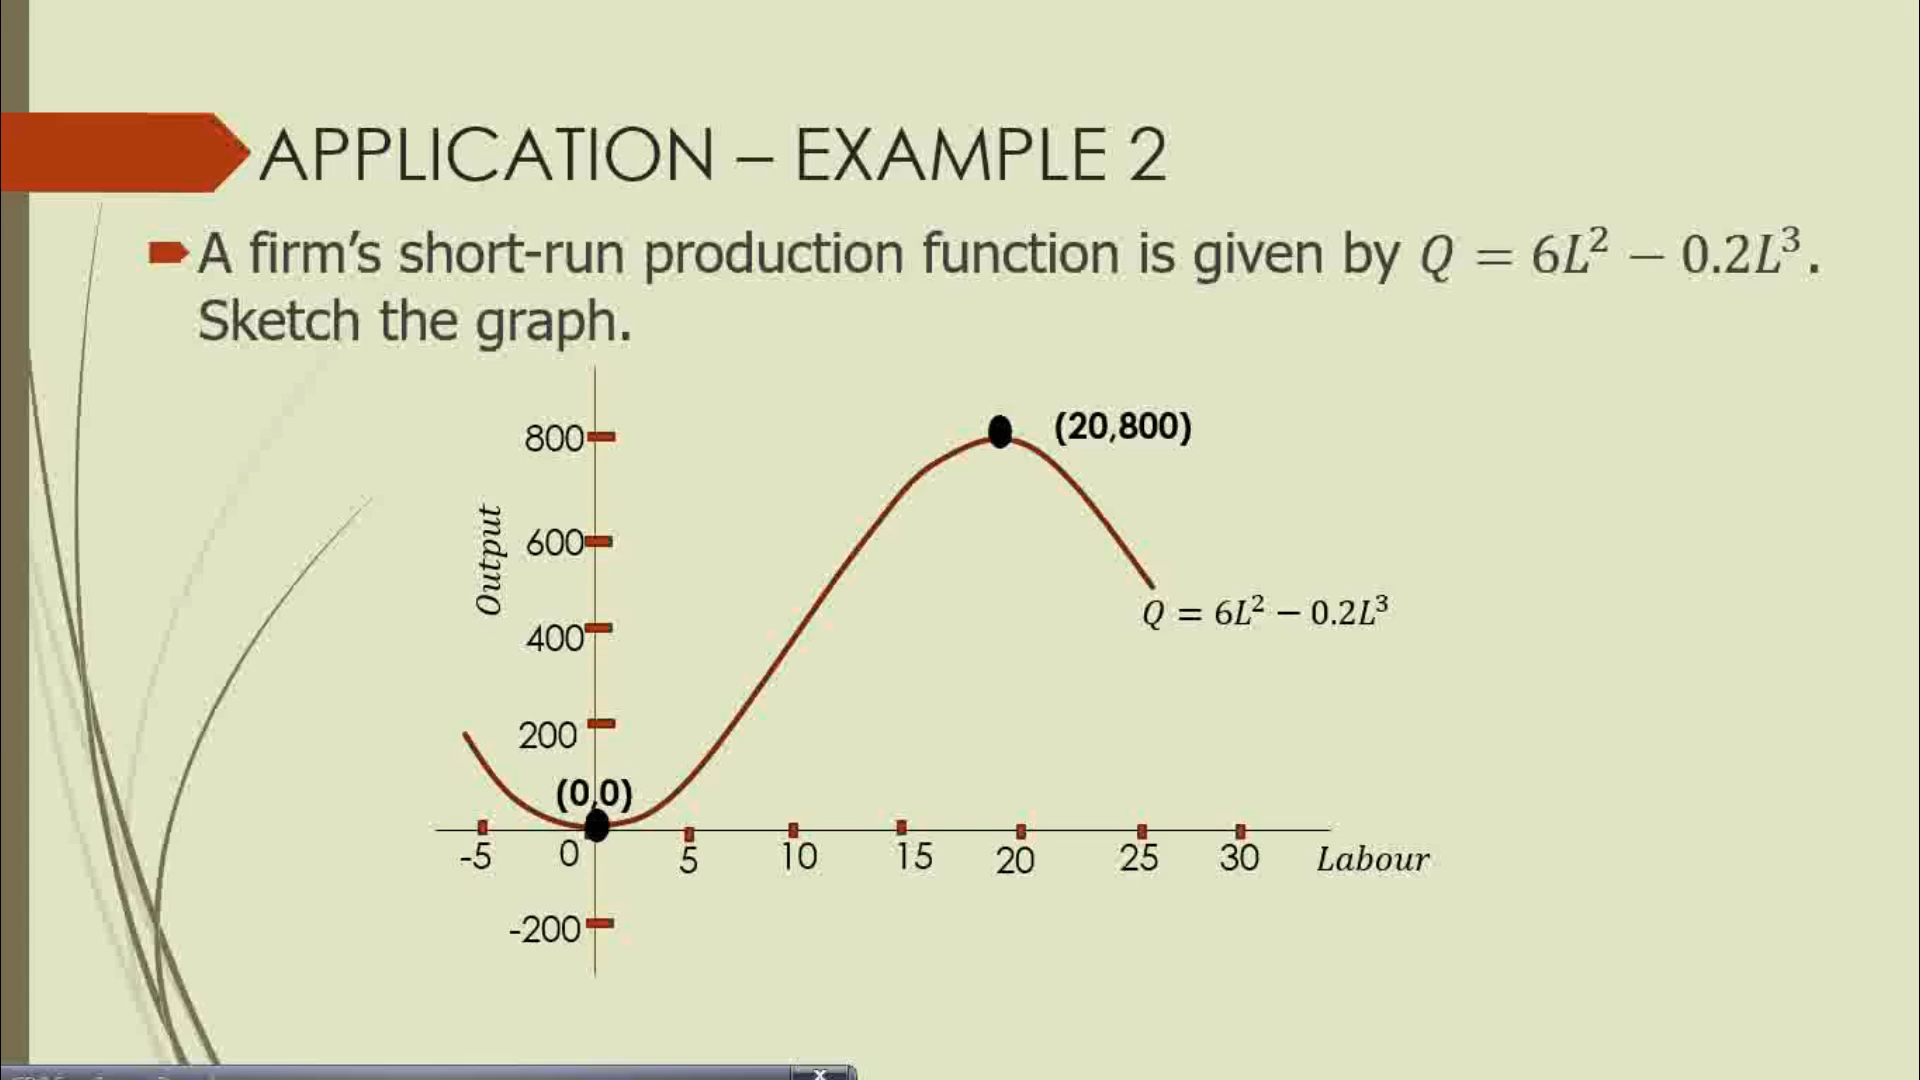 APPLICATION – EXAMPLE 2
A firm's short-run production function is given by Q = 6L² − 0.2L³.
Sketch the graph.
(20,800)
800
Output
600
Q = 6L² − 0.2L³
400
200
(0,0)
-5 0 5 10 15 20 25 30 Labour
-200